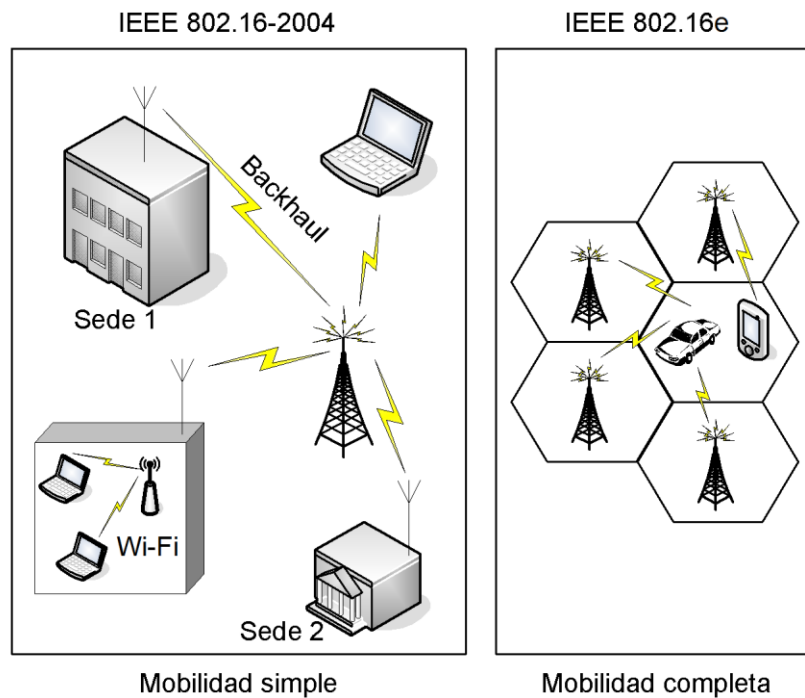 IEEE 802.16-2004
IEEE 802.16e
Backhaul
Sede 1
Wi-Fi
Sede 2
Mobilidad simple
Mobilidad completa